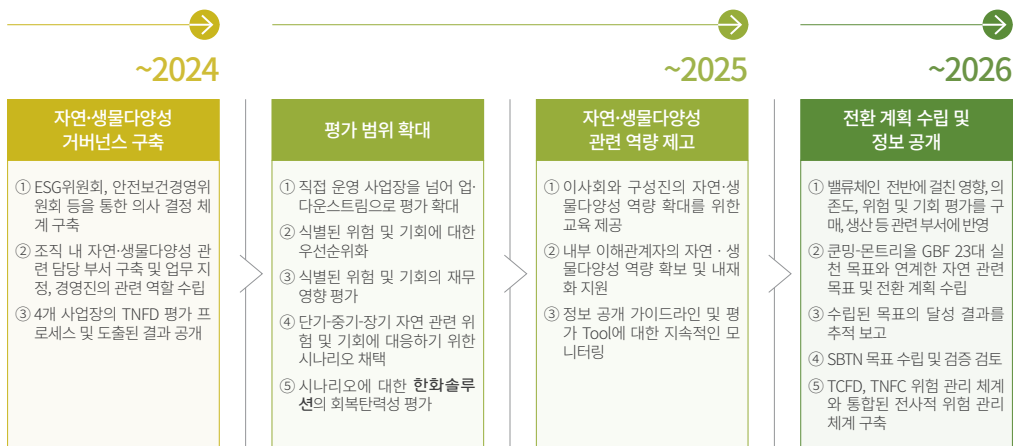 ~2024
~2025
~2026
자연·생물다양성
거버넌스 구축
① ESG위원회, 안전보건경영위
원회 등을 통한 의사 결정 체
계 구축
② 조직 내 자연·생물다양성 관
련 담당 부서 구축 및 업무 지
정, 경영진의 관련 역할 수립
③ 4개 사업장의 TNFD 평가 프
로세스 및 도출된 결과 공개
평가 범위 확대
① 직접 운영 사업장을 넘어 업·
다운스트림으로 평가 확대
② 식별된 위험 및 기회에 대한
우선순위화
③ 식별된 위험 및 기회의 재무
영향 평가
④ 단기-중기-장기 자연 관련 위
험 및 기회에 대응하기 위한
시나리오 채택
⑤ 시나리오에 대한 한화솔루
션의 회복탄력성 평가
자연·생물다양성
관련 역량 제고
① 이사회와 구성진의 자연·생
물다양성 역량 확대를 위한
교육 제공
② 내부 이해관계자의 자연 · 생
물다양성 역량 확보 및 내재
화 지원
③ 정보 공개 가이드라인 및 평
가 Tool에 대한 지속적인 모
니터링
전환 계획 수립 및
정보 공개
① 밸류체인 전반에 걸친 영향, 의
존도, 위험 및 기회 평가를 구
매, 생산 등 관련 부서에 반영
② 쿤밍-몬트리올 GBF 23대 실
천 목표와 연계한 자연 관련
목표 및 전환 계획 수립
③ 수립된 목표의 달성 결과를
추적 보고
④ SBTN 목표 수립 및 검증 검토
⑤ TCFD, TNFC 위험 관리 체계
와 통합된 전사적 위험 관리
체계 구축